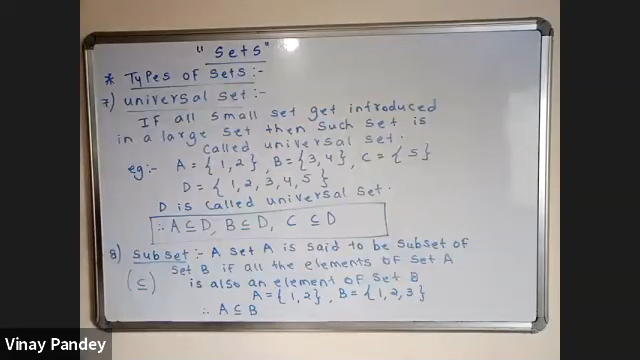 "Sets"
* Types of Sets :-
7) universal set :-
If all small set get introduced
in a large set then such set is
called universal set.
eg:- A = {1,2}, B = {3,4}, C = {5}
D = {1,2,3,4,5}
D is called universal set.
∴ A ⊆ D, B ⊆ D, C ⊆ D
8) subset :- A set A is said to be subset of
(⊆) set B if all the elements of set A
is also an element of set B
A = {1,2}, B = {1,2,3}
∴ A ⊆ B
Vinay Pandey